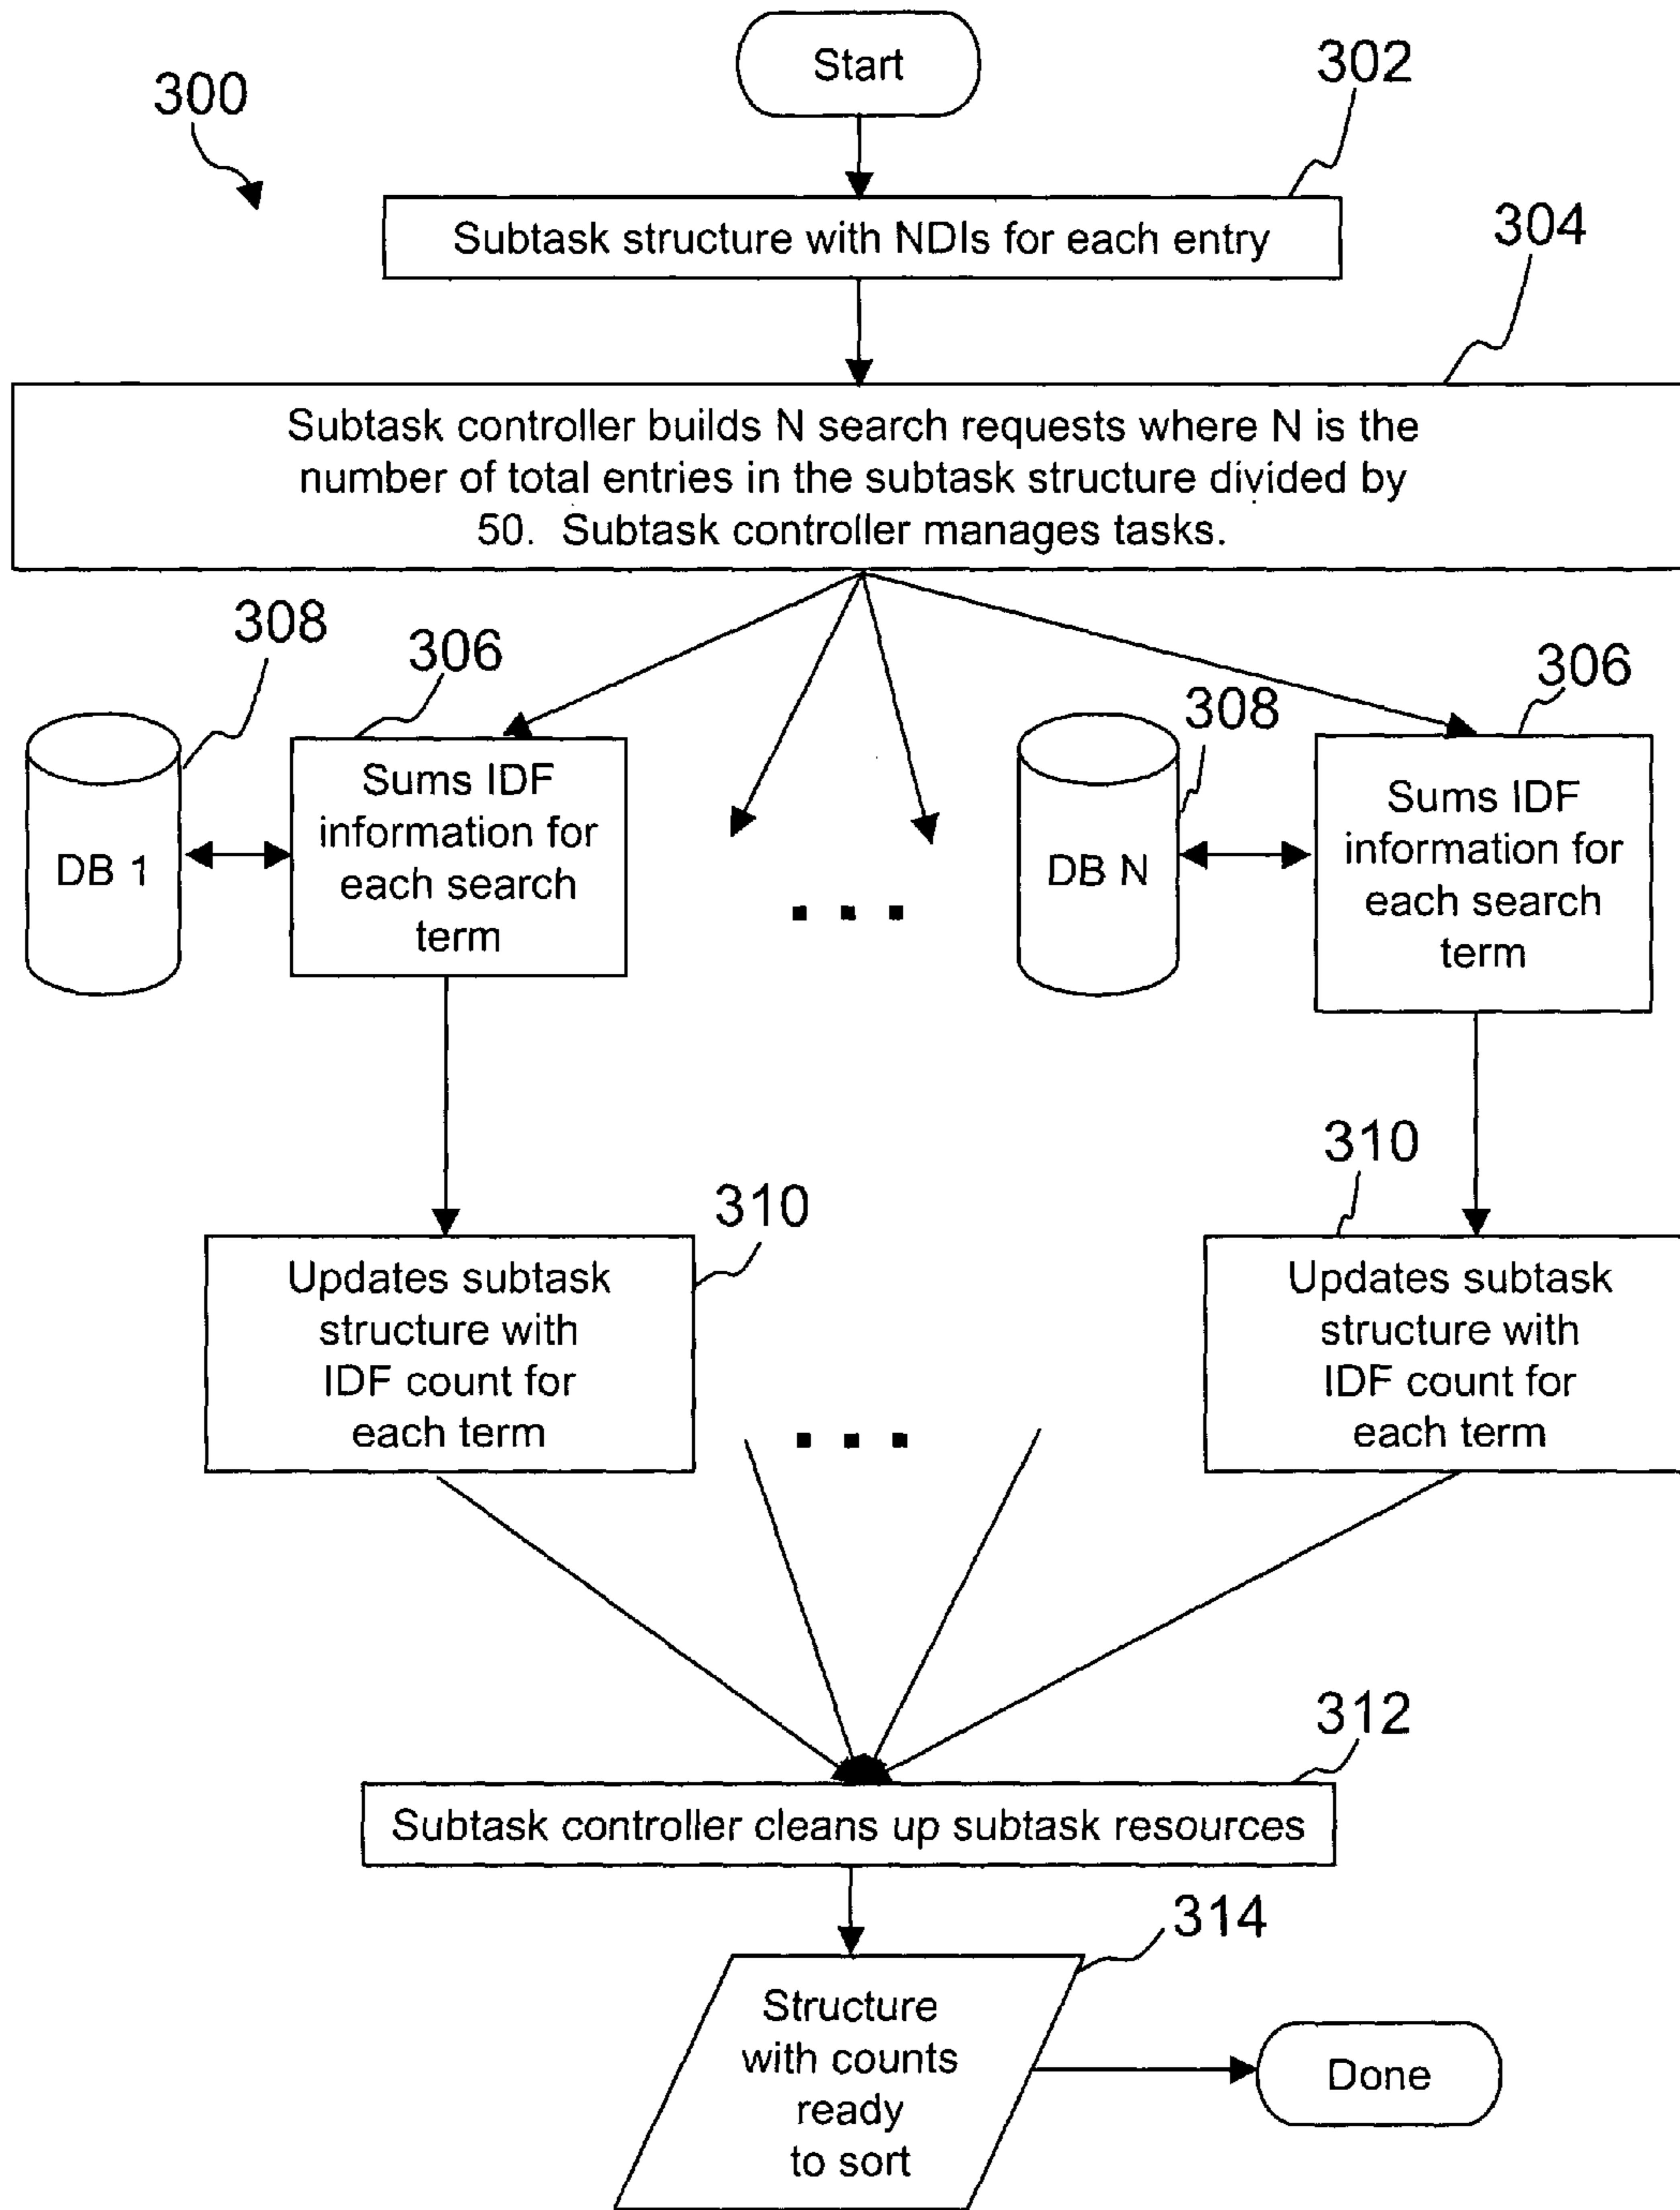 Start
302
300
Subtask structure with NDIs for each entry
304
Subtask controller builds N search requests where N is the
number of total entries in the subtask structure divided by
50. Subtask controller manages tasks.
308
306
306
308
DB 1
Sums IDF
information for
each search
term
. . .
DB N
Sums IDF
information for
each search
term
310
310
Updates subtask
structure with
IDF count for
each term
. . .
Updates subtask
structure with
IDF count for
each term
312
Subtask controller cleans up subtask resources
314
Structure
with counts
ready
to sort
Done